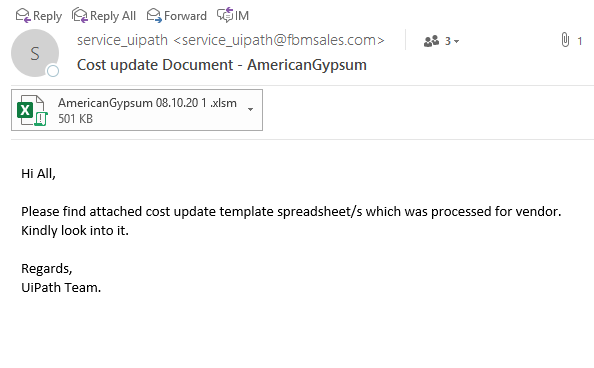 Reply Reply All Forward IM
S service_uipath <service_uipath@fbmsales.com> 3 1
Cost update Document - AmericanGypsum
AmericanGypsum 08.10.20 1 .xlsm
501 KB
Hi All,
Please find attached cost update template spreadsheet/s which was processed for vendor.
Kindly look into it.
Regards,
UiPath Team.